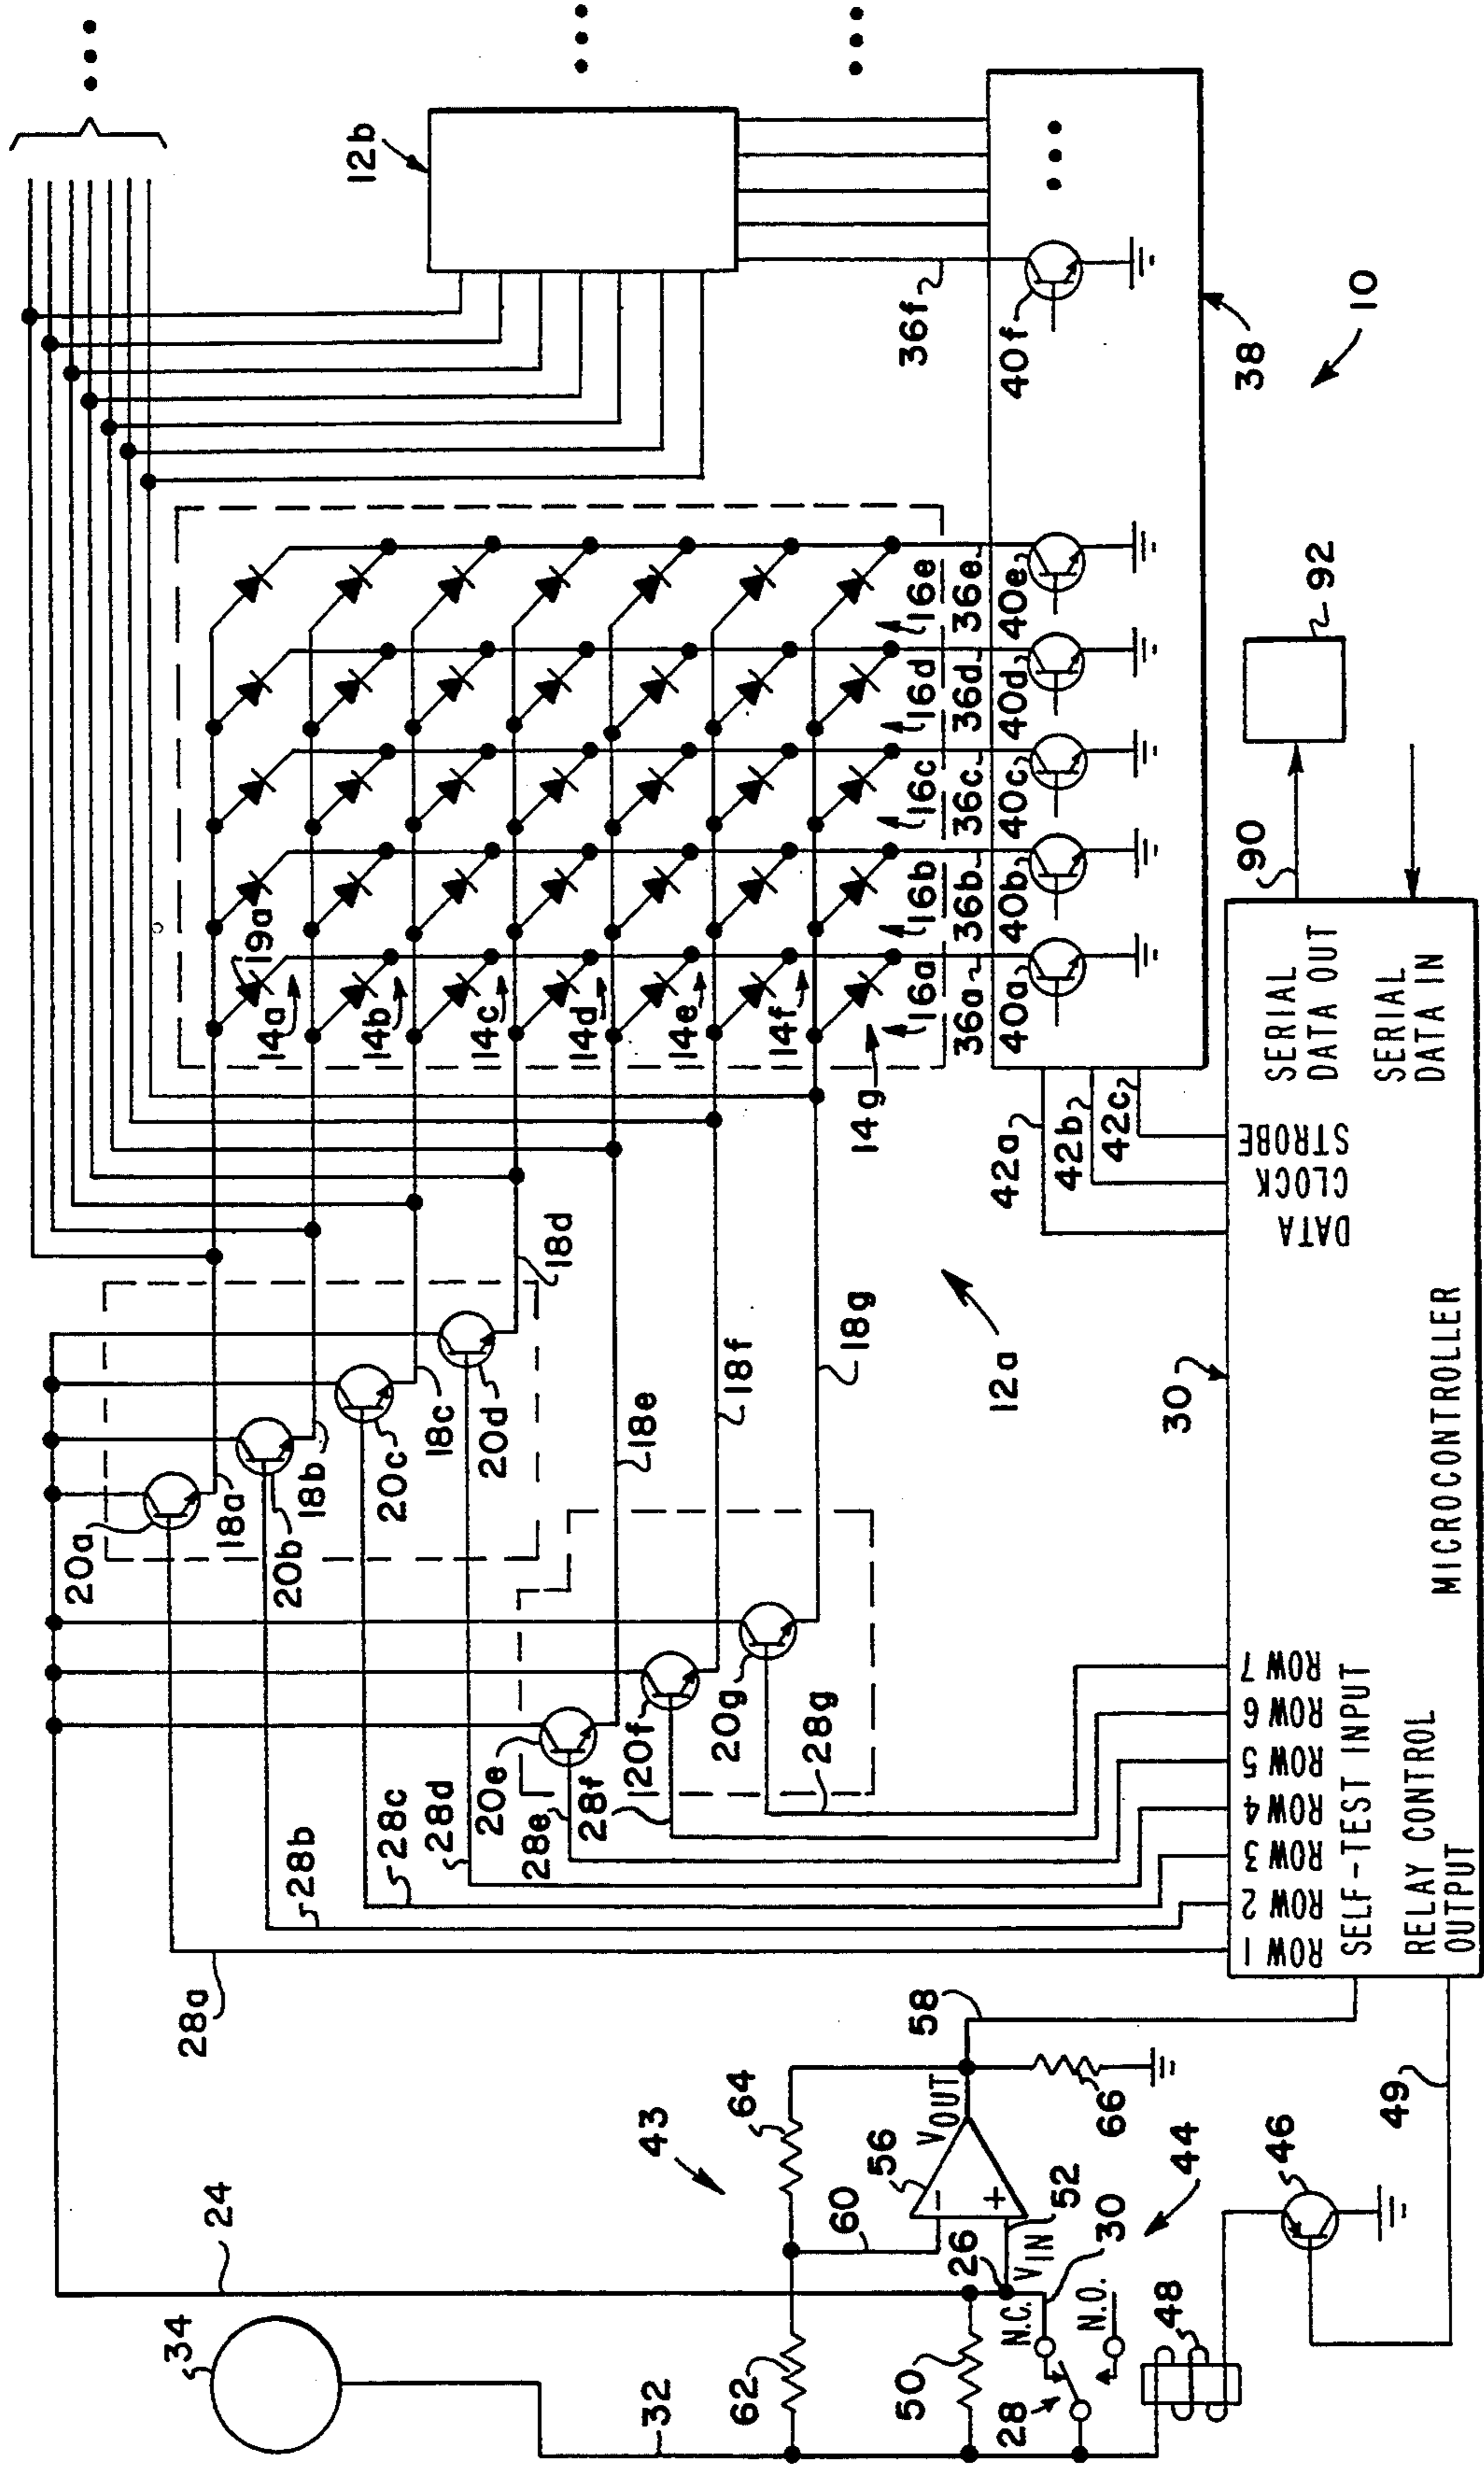 34
24
32
62
64
43
50
60
56
-
+
VOUT
VIN
26
52
58
66
N.C.
N.O.
28
30
44
48
46
49
28a
28b
28c
28d
28e
28f
28g
20a
20b
20c
20d
20e
120f
20g
18a
18b
18c
18d
18e
18f
18g
12a
12b
19a
14a
14b
14c
14d
14e
14f
14g
16a
16b
16c
16d
16e
36a
36b
36c
36d
36e
36f
40a
40b
40c
40d
40e
40f
38
10
42a
42b
42c
30
ROW 1
ROW 2
ROW 3
ROW 4
ROW 5
ROW 6
ROW 7
SELF-TEST INPUT
RELAY CONTROL
OUTPUT
MICROCONTROLLER
DATA
CLOCK
STROBE
SERIAL
DATA OUT
SERIAL
DATA IN
90
92